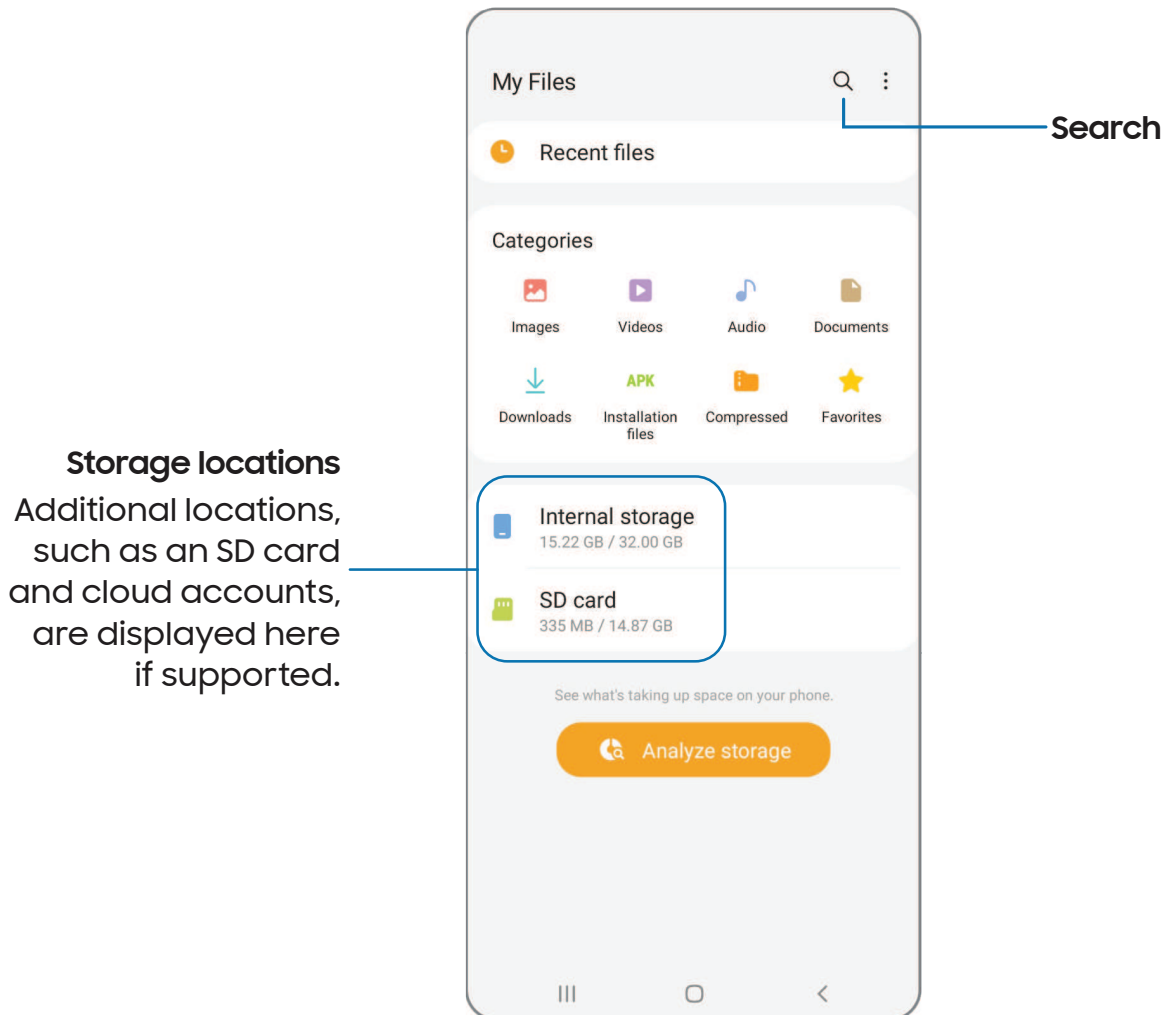 My Files
Search
Recent files
Categories
Images
Videos
Audio
Documents
Downloads
APK
Installation
files
Compressed
Favorites
Storage locations
Additional locations,
such as an SD card
and cloud accounts,
are displayed here
if supported.
Internal storage
15.22 GB / 32.00 GB
SD card
335 MB / 14.87 GB
See what's taking up space on your phone.
Analyze storage